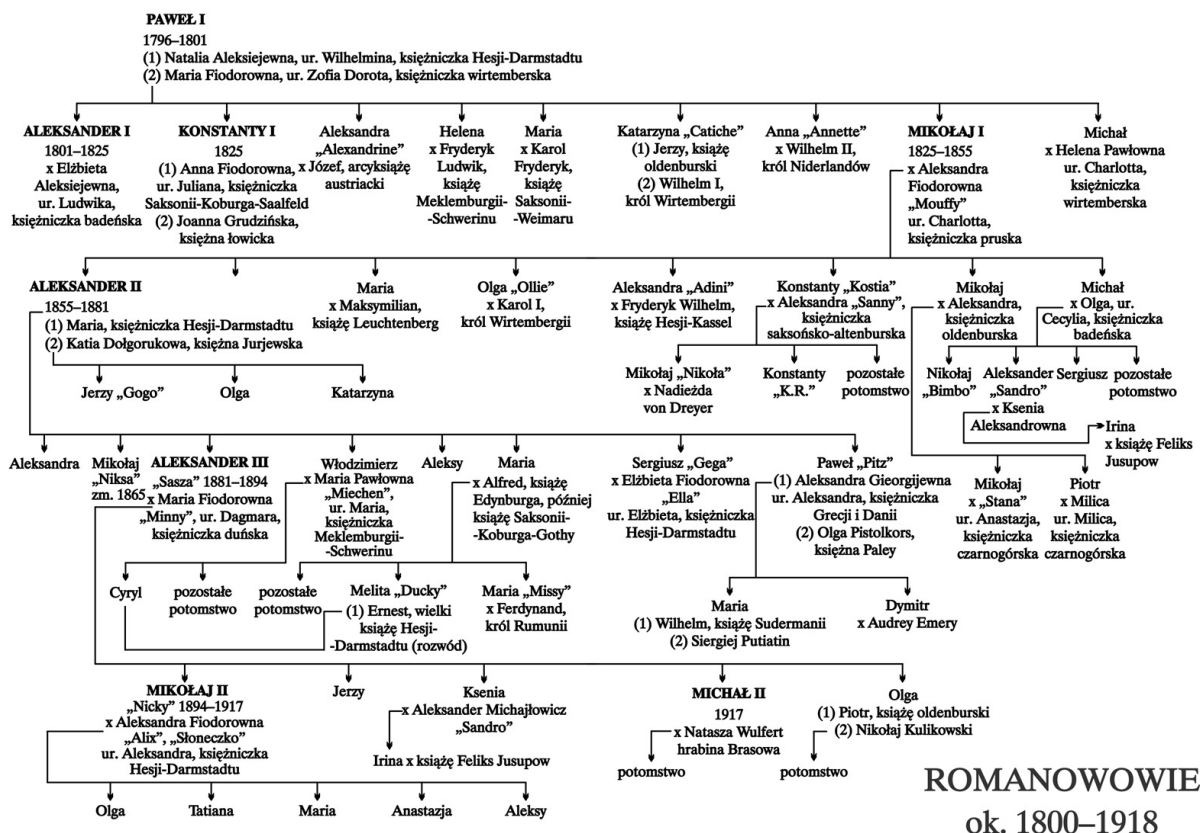 PAWEŁ I
1796–1801
(1) Natalia Aleksiejewna, ur. Wilhelmina, księżniczka Hesji-Darmstadtu
(2) Maria Fiodorowna, ur. Zofia Dorota, księżniczka wirtemberska
ALEKSANDER I
1801–1825
x Elżbieta
Aleksiejewna,
ur. Ludwika,
księżniczka badeńska
KONSTANTY I
1825
(1) Anna Fiodorowna,
ur. Juliana, księżniczka
Saksonii-Koburga-Saalfeld
(2) Joanna Grudzińska,
księżna łowicka
Aleksandra
„Alexandrine”
x Józef, arcyksiążę
austriacki
Helena
x Fryderyk
Ludwik,
książę
Meklemburgii-
-Schwerinu
Maria
x Karol
Fryderyk,
książę
Saksonii-
-Weimaru
Katarzyna „Catiche”
(1) Jerzy, książę
oldenburski
(2) Wilhelm I,
król Wirtembergii
Anna „Annette”
x Wilhelm II,
król Niderlandów
MIKOŁAJ I
1825–1855
x Aleksandra
Fiodorowna
„Mouffy”
ur. Charlotta,
księżniczka pruska
Michał
x Helena Pawłowna
ur. Charlotta,
księżniczka
wirtemberska
ALEKSANDER II
1855–1881
(1) Maria, księżniczka Hesji-Darmstadtu
(2) Katia Dołgorukowa, księżna Jurjewska
Maria
x Maksymilian,
książę Leuchtenberg
Olga „Ollie”
x Karol I,
król Wirtembergii
Aleksandra „Adini”
x Fryderyk Wilhelm,
książę Hesji-Kassel
Konstanty „Kostia”
x Aleksandra „Sanny”,
księżniczka
saksońsko-altenburska
Mikołaj
x Aleksandra,
księżniczka
oldenburska
Michał
x Olga, ur.
Cecylia, księżniczka
badeńska
Jerzy „Gogo”
Olga
Katarzyna
Mikołaj „Nikoła”
x Nadieżda
von Dreyer
Konstanty
„K.R.”
pozostałe
potomstwo
Nikołaj
„Bimbo”
Aleksander
„Sandro”
x Ksenia
Aleksandrowna
Sergiusz
pozostałe
potomstwo
Irina
x książę Feliks
Jusupow
Aleksandra
Mikołaj
„Niksa”
zm. 1865
ALEKSANDER III
„Sasza” 1881–1894
x Maria Fiodorowna
„Minny”, ur. Dagmara,
księżniczka duńska
Włodzimierz
x Maria Pawłowna
„Miechen”,
ur. Maria,
księżniczka
Meklemburgii-
-Schwerinu
Aleksy
Maria
x Alfred, książę
Edynburga, później
książę Saksonii-
-Koburga-Gothy
Sergiusz „Gega”
x Elżbieta Fiodorowna
„Ella”
ur. Elżbieta, księżniczka
Hesji-Darmstadtu
Paweł „Pitz”
(1) Aleksandra Gieorgijewna
ur. Aleksandra, księżniczka
Grecji i Danii
(2) Olga Pistolkors,
księżna Paley
Mikołaj
x „Stana”
ur. Anastazja,
księżniczka
czarnogórska
Piotr
x Milica
ur. Milica,
księżniczka
czarnogórska
Cyryl
pozostałe
potomstwo
pozostałe
potomstwo
Melita „Ducky”
(1) Ernest, wielki
książę Hesji-
-Darmstadtu (rozwód)
Maria „Missy”
x Ferdynand,
król Rumunii
Maria
(1) Wilhelm, książę Sudermanii
(2) Siergiej Putiatin
Dymitr
x Audrey Emery
MIKOŁAJ II
„Nicky” 1894–1917
x Aleksandra Fiodorowna
„Alix”, „Słoneczko”
ur. Aleksandra, księżniczka
Hesji-Darmstadtu
Jerzy
Ksenia
x Aleksander Michajłowicz
„Sandro”
Irina x książę Feliks Jusupow
MICHAŁ II
1917
x Natasza Wulfert
hrabina Brasowa
potomstwo
Olga
(1) Piotr, książę oldenburski
(2) Nikołaj Kulikowski
potomstwo
Olga
Tatiana
Maria
Anastazja
Aleksy
ROMANOWOWIE
ok. 1800–1918